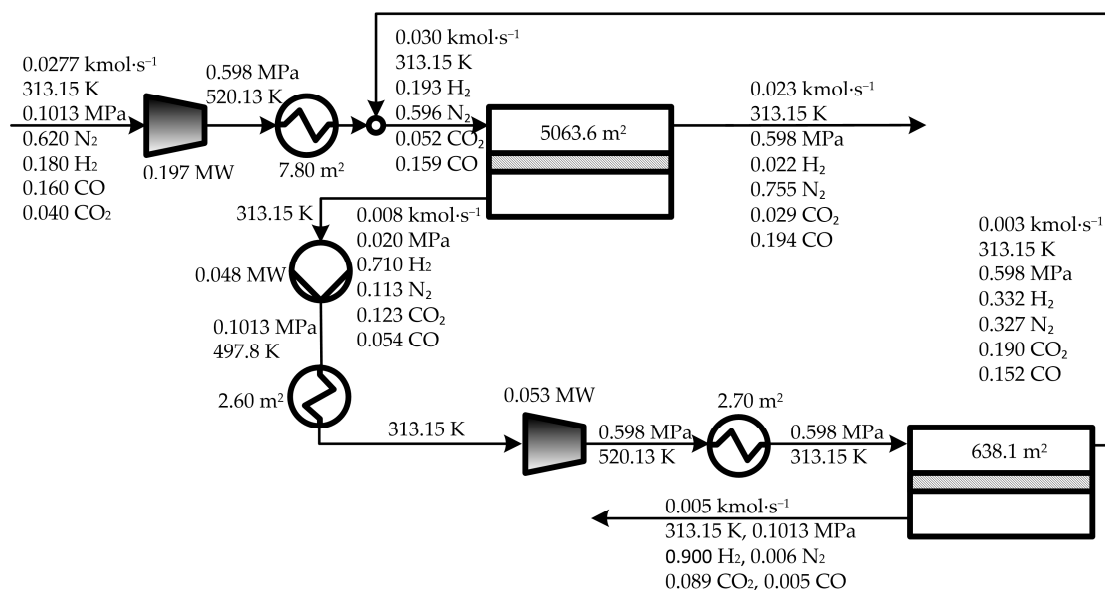 0.0277 kmol·s⁻¹
313.15 K
0.1013 MPa
0.620 N₂
0.180 H₂
0.160 CO
0.040 CO₂
0.197 MW
0.598 MPa
520.13 K
7.80 m²
0.030 kmol·s⁻¹
313.15 K
0.193 H₂
0.596 N₂
0.052 CO₂
0.159 CO
5063.6 m²
0.023 kmol·s⁻¹
313.15 K
0.598 MPa
0.022 H₂
0.755 N₂
0.029 CO₂
0.194 CO
313.15 K
0.008 kmol·s⁻¹
0.020 MPa
0.710 H₂
0.113 N₂
0.123 CO₂
0.054 CO
0.048 MW
0.1013 MPa
497.8 K
2.60 m²
313.15 K
0.053 MW
0.598 MPa
520.13 K
2.70 m²
0.598 MPa
313.15 K
0.003 kmol·s⁻¹
313.15 K
0.598 MPa
0.332 H₂
0.327 N₂
0.190 CO₂
0.152 CO
638.1 m²
0.005 kmol·s⁻¹
313.15 K, 0.1013 MPa
0.900 H₂, 0.006 N₂
0.089 CO₂, 0.005 CO